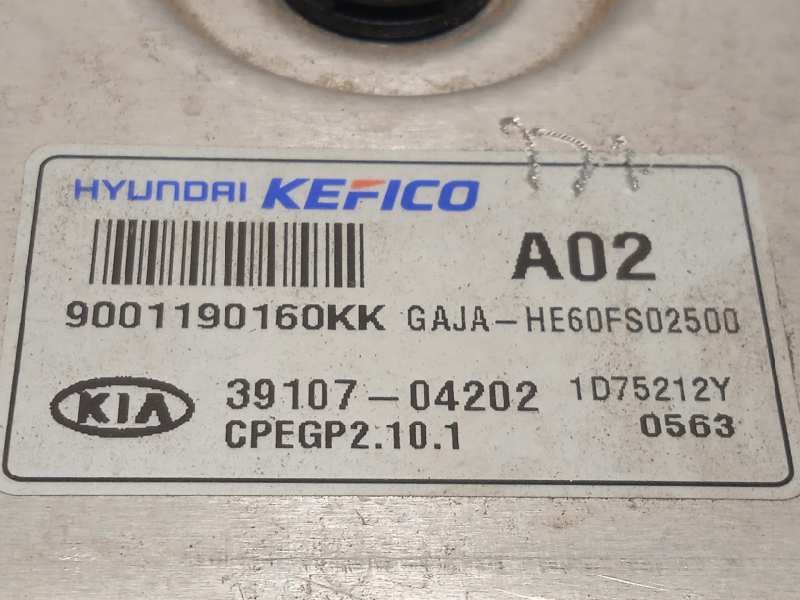 HYUNDAI KEFICO
A02
9001190160KK GAJA-HE60FS02500
KIA 39107-04202 1D75212Y
CPEGP2.10.1 0563